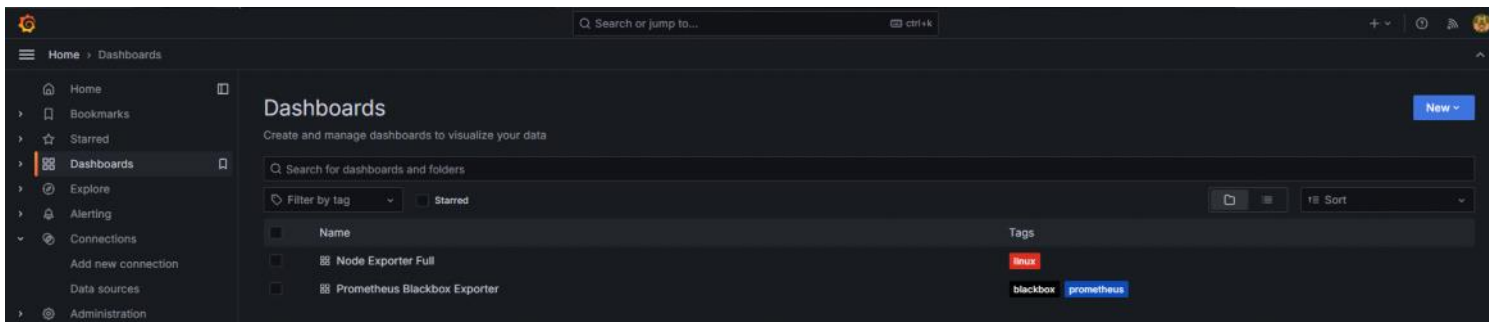 Search or jump to... ctrl+k
Home › Dashboards
Home
Bookmarks
Starred
Dashboards
Explore
Alerting
Connections
Add new connection
Data sources
Administration
Dashboards
New
Create and manage dashboards to visualize your data
Search for dashboards and folders
Filter by tag Starred Sort
Name Tags
Node Exporter Full linux
Prometheus Blackbox Exporter blackbox prometheus